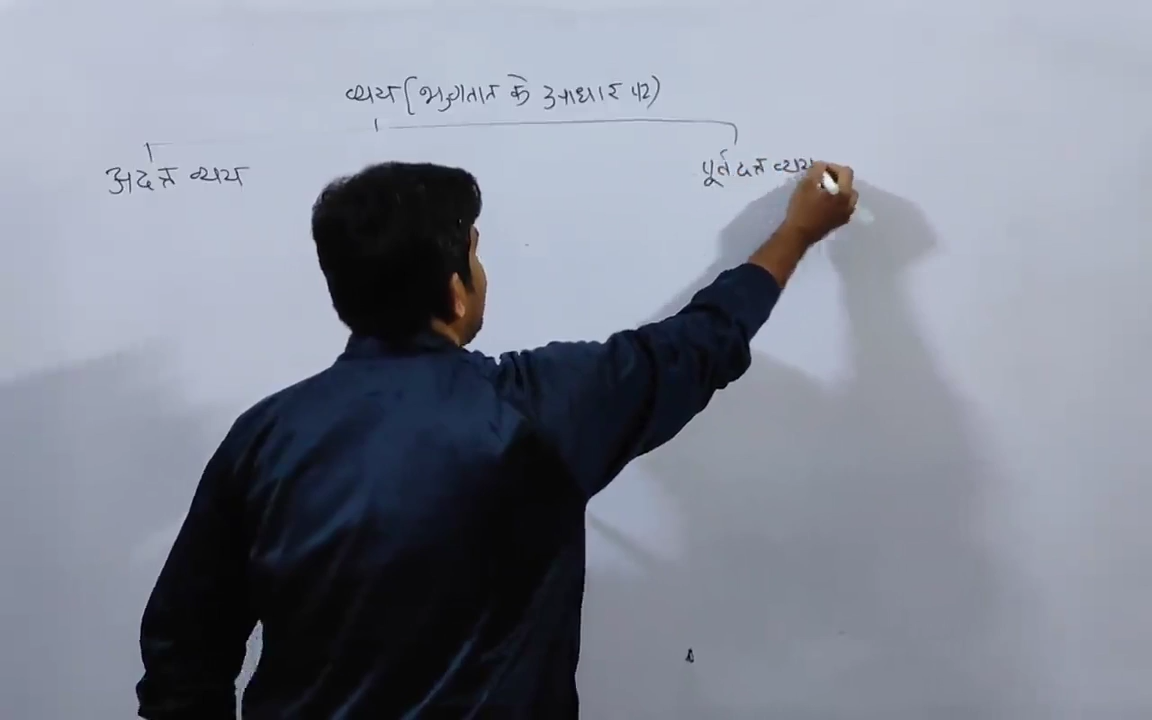 व्यय (भुगतान के आधार पर)
अदत्त व्यय
पूर्वदत्त व्यय